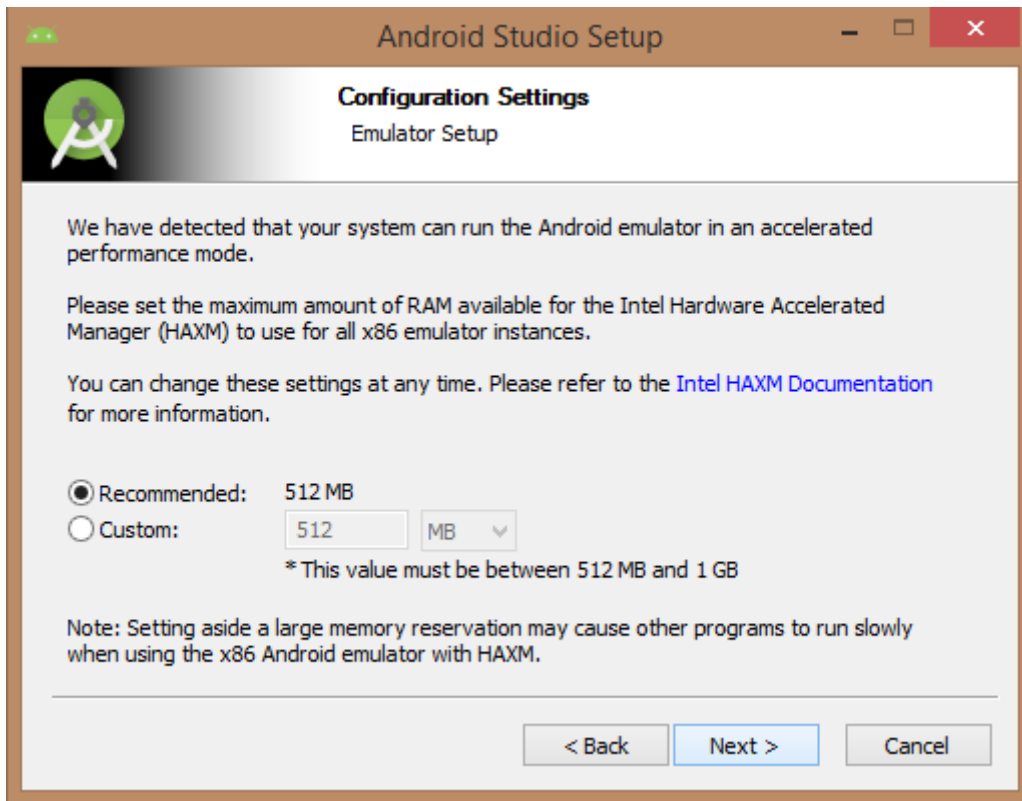 Android Studio Setup
Configuration Settings
Emulator Setup
We have detected that your system can run the Android emulator in an accelerated
performance mode.
Please set the maximum amount of RAM available for the Intel Hardware Accelerated
Manager (HAXM) to use for all x86 emulator instances.
You can change these settings at any time. Please refer to the Intel HAXM Documentation
for more information.
Recommended: 512 MB
Custom: 512 MB
* This value must be between 512 MB and 1 GB
Note: Setting aside a large memory reservation may cause other programs to run slowly
when using the x86 Android emulator with HAXM.
< Back Next > Cancel